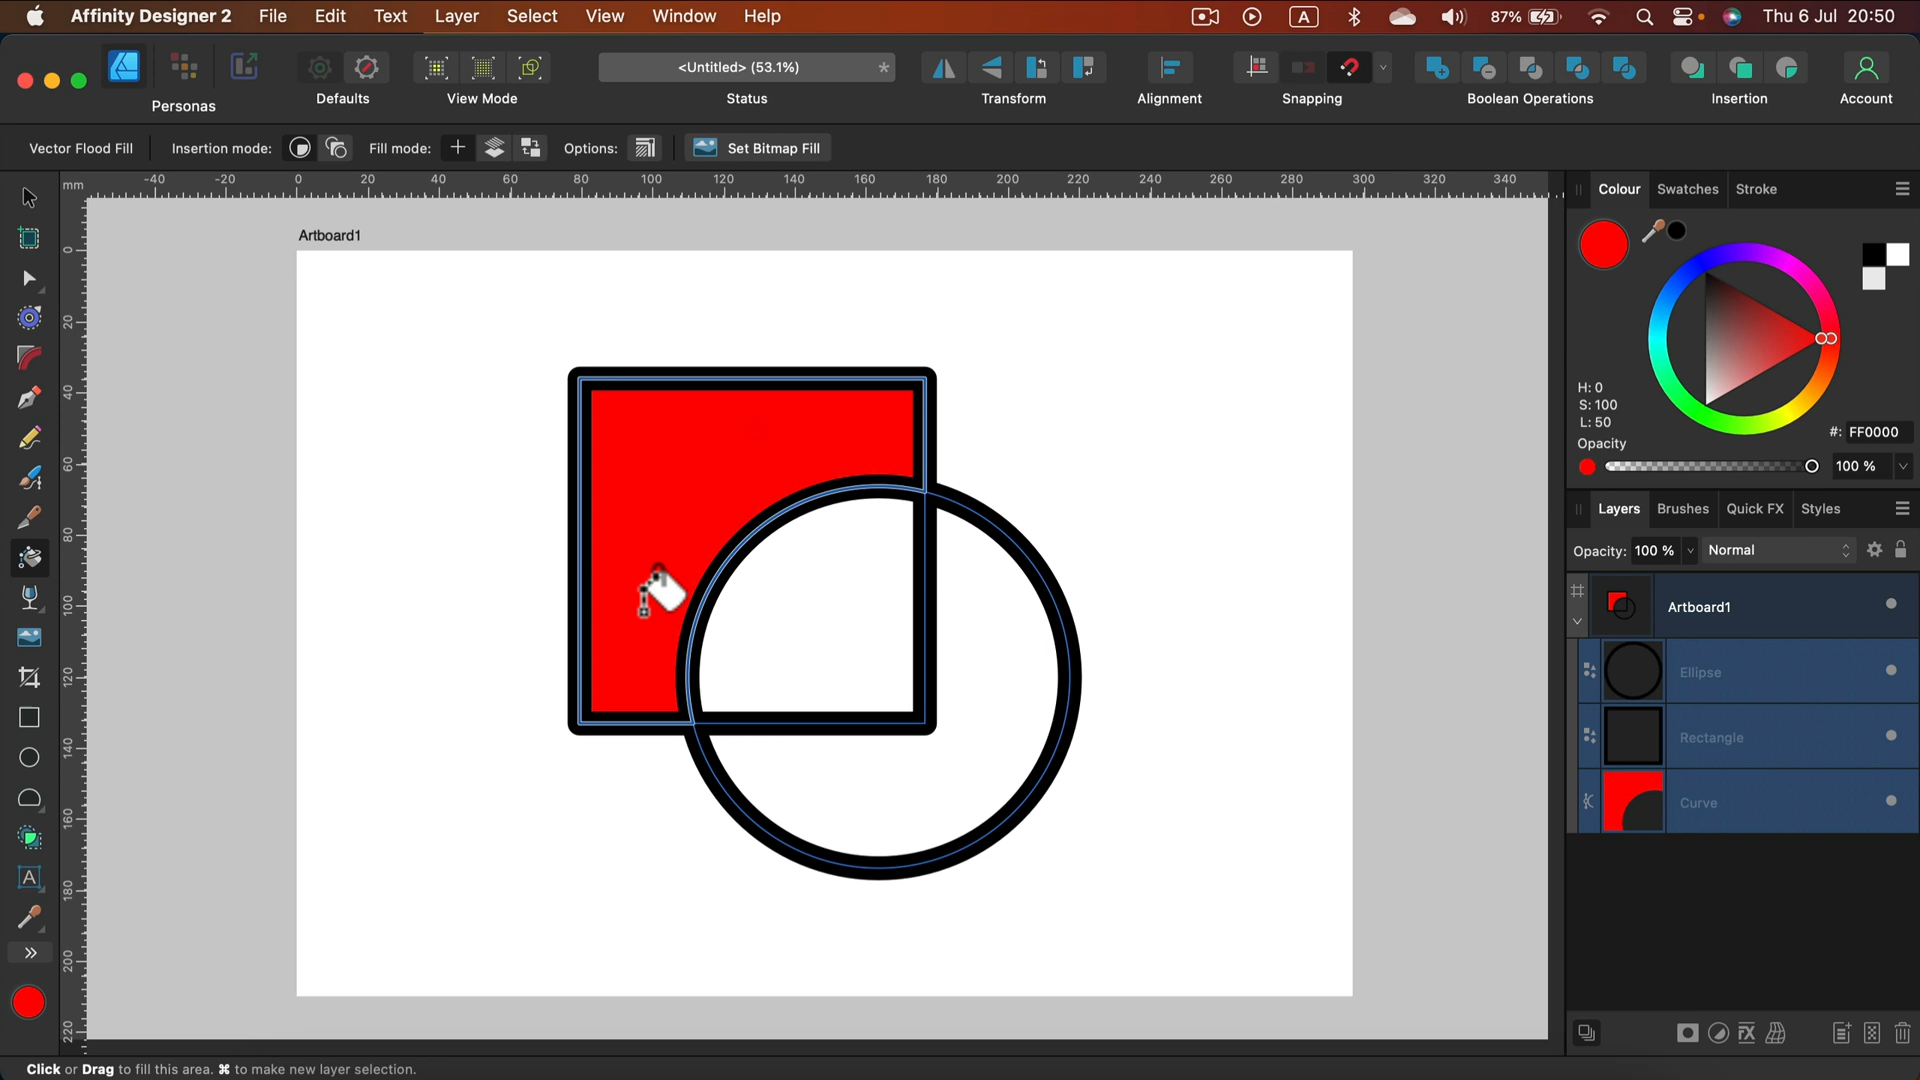 Affinity Designer 2 File Edit Text Layer Select View Window Help A 87% Thu 6 Jul 20:50
<Untitled> (53.1%) *
Personas Defaults View Mode Status Transform Alignment Snapping Boolean Operations Insertion Account
Vector Flood Fill Insertion mode: Fill mode: Options: Set Bitmap Fill
mm -40 -20 0 20 40 60 80 100 120 140 160 180 200 220 240 260 280 300 320 340
0
20
40
60
80
100
120
140
160
180
200
220
Artboard1
A
Colour Swatches Stroke
H: 0
S: 100
L: 50
#: FF0000
Opacity
100 %
Layers Brushes Quick FX Styles
Opacity: 100 % Normal
Artboard1
Ellipse
Rectangle
Curve
FX
Click or Drag to fill this area. ⌘ to make new layer selection.